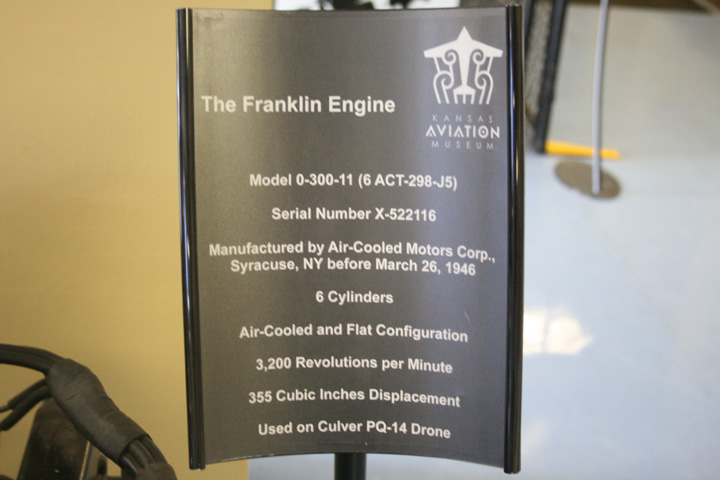 KANSAS
AVIATION
MUSEUM
The Franklin Engine
Model 0-300-11 (6 ACT-298-J5)
Serial Number X-522116
Manufactured by Air-Cooled Motors Corp.,
Syracuse, NY before March 26, 1946
6 Cylinders
Air-Cooled and Flat Configuration
3,200 Revolutions per Minute
355 Cubic Inches Displacement
Used on Culver PQ-14 Drone